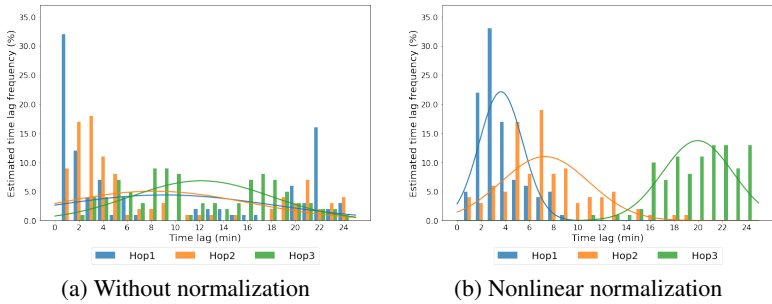 Estimated time lag frequency (%)
35.0
30.0
25.0
20.0
15.0
10.0
5.0
0.0
0 2 4 6 8 10 12 14 16 18 20 22 24
Time lag (min)
Hop1 Hop2 Hop3
(a) Without normalization
Estimated time lag frequency (%)
35.0
30.0
25.0
20.0
15.0
10.0
5.0
0.0
0 2 4 6 8 10 12 14 16 18 20 22 24
Time lag (min)
Hop1 Hop2 Hop3
(b) Nonlinear normalization